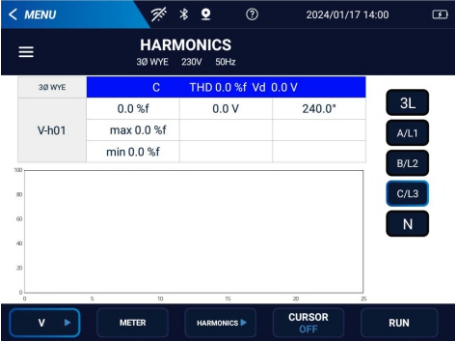 < MENU 2024/01/17 14:00
HARMONICS
3Ø WYE 230V 50Hz
3Ø WYE C THD 0.0 %f Vd 0.0 V
V-h01 0.0 %f 0.0 V 240.0°
max 0.0 %f
min 0.0 %f
3L
A/L1
B/L2
C/L3
N
100
80
60
40
20
0
0 5 10 15 20 25
V METER HARMONICS CURSOR OFF RUN